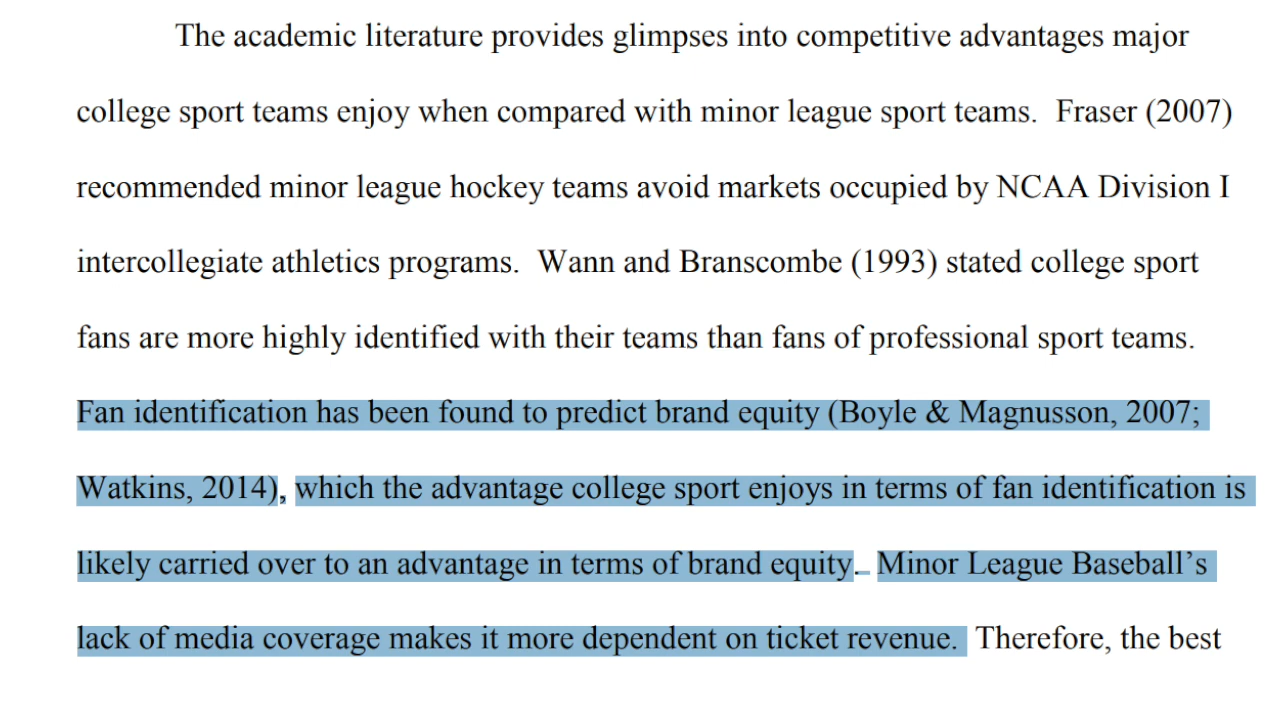 The academic literature provides glimpses into competitive advantages major
college sport teams enjoy when compared with minor league sport teams.  Fraser (2007)
recommended minor league hockey teams avoid markets occupied by NCAA Division I
intercollegiate athletics programs.  Wann and Branscombe (1993) stated college sport
fans are more highly identified with their teams than fans of professional sport teams.
Fan identification has been found to predict brand equity (Boyle & Magnusson, 2007;
Watkins, 2014), which the advantage college sport enjoys in terms of fan identification is
likely carried over to an advantage in terms of brand equity.  Minor League Baseball’s
lack of media coverage makes it more dependent on ticket revenue.  Therefore, the best